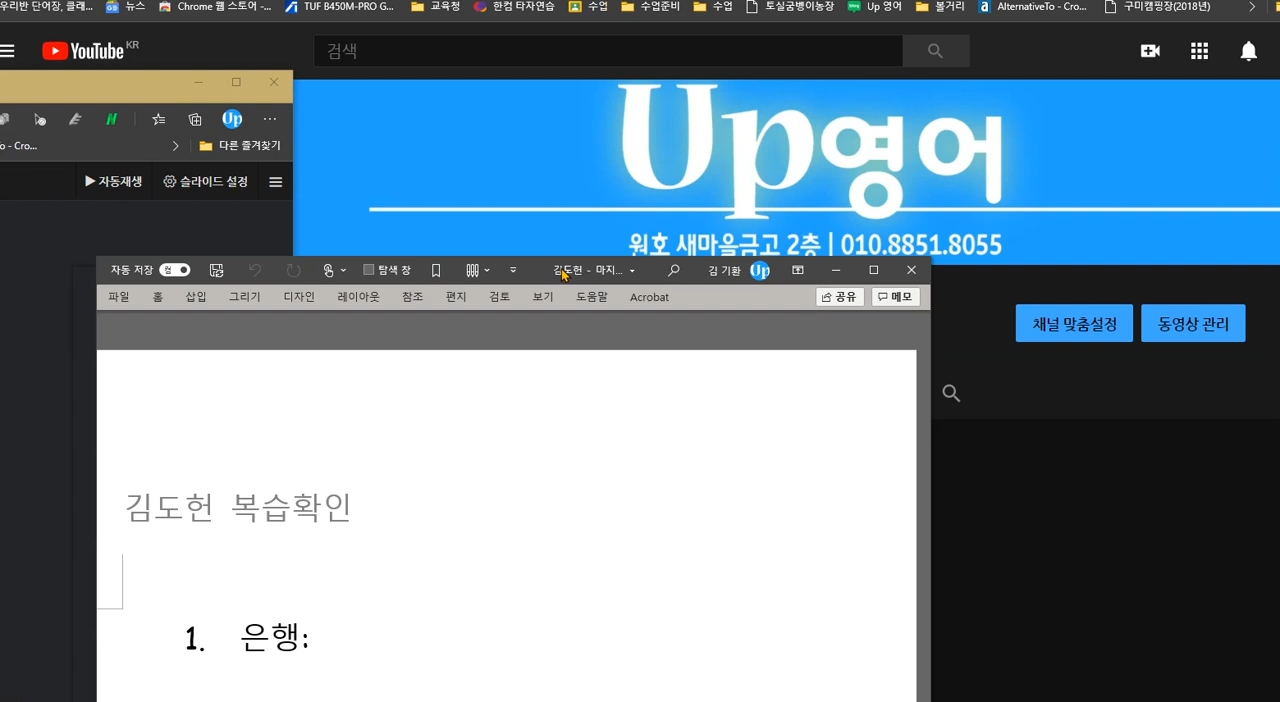 우리반 단어장, 클래... 뉴스 Chrome 웹 스토어 -... TUF B450M-PRO G... 교육청 한컴 타자연습 수업 수업준비 수업 토실굼벵이농장 Up 영어 볼거리 AlternativeTo - Cro... 구미캠핑장(2018년)
YouTube KR
검색
Up영어
원호 새마을금고 2층 | 010.8851.8055
Up
o - Cro... 다른 즐겨찾기
자동재생 슬라이드 설정
자동 저장 컴 탐색 창 김도헌 - 마지... 김 기환 Up
파일 홈 삽입 그리기 디자인 레이아웃 참조 편지 검토 보기 도움말 Acrobat 공유 메모
채널 맞춤설정 동영상 관리
김도헌 복습확인
1. 은행: